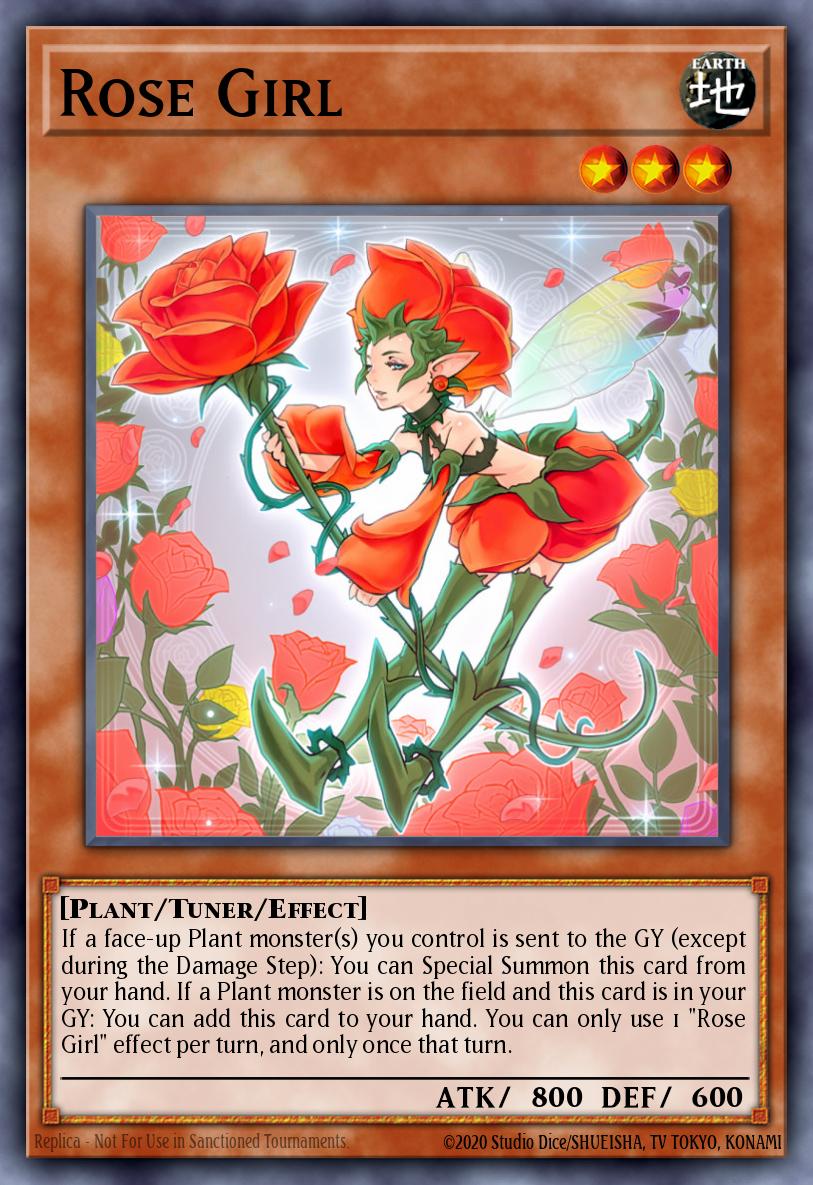 Rose Girl
EARTH
地
[Plant/Tuner/Effect]
If a face-up Plant monster(s) you control is sent to the GY (except
during the Damage Step): You can Special Summon this card from
your hand. If a Plant monster is on the field and this card is in your
GY: You can add this card to your hand. You can only use 1 "Rose
Girl" effect per turn, and only once that turn.
ATK/ 800 DEF/ 600
Replica - Not For Use in Sanctioned Tournaments.
©2020 Studio Dice/SHUEISHA, TV TOKYO, KONAMI